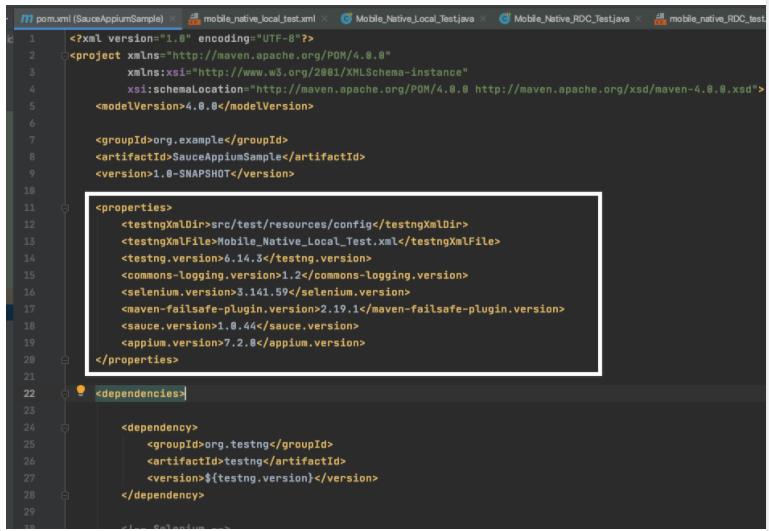 pom.xml (SauceAppiumSample) mobile_native_local_test.xml Mobile_Native_Local_Test.java Mobile_Native_RDC_Test.java mobile_native_RDC_test.
1 <?xml version="1.0" encoding="UTF-8"?>
2 <project xmlns="http://maven.apache.org/POM/4.0.0"
3 xmlns:xsi="http://www.w3.org/2001/XMLSchema-instance"
4 xsi:schemaLocation="http://maven.apache.org/POM/4.0.0 http://maven.apache.org/xsd/maven-4.0.0.xsd">
5 <modelVersion>4.0.0</modelVersion>
6
7 <groupId>org.example</groupId>
8 <artifactId>SauceAppiumSample</artifactId>
9 <version>1.0-SNAPSHOT</version>
10
11 <properties>
12 <testngXmlDir>src/test/resources/config</testngXmlDir>
13 <testngXmlFile>Mobile_Native_Local_Test.xml</testngXmlFile>
14 <testng.version>6.14.3</testng.version>
15 <commons-logging.version>1.2</commons-logging.version>
16 <selenium.version>3.141.59</selenium.version>
17 <maven-failsafe-plugin.version>2.19.1</maven-failsafe-plugin.version>
18 <sauce.version>1.0.44</sauce.version>
19 <appium.version>7.2.0</appium.version>
20 </properties>
21
22 <dependencies>
23
24 <dependency>
25 <groupId>org.testng</groupId>
26 <artifactId>testng</artifactId>
27 <version>${testng.version}</version>
28 </dependency>
29
30 <!-- Selenium -->